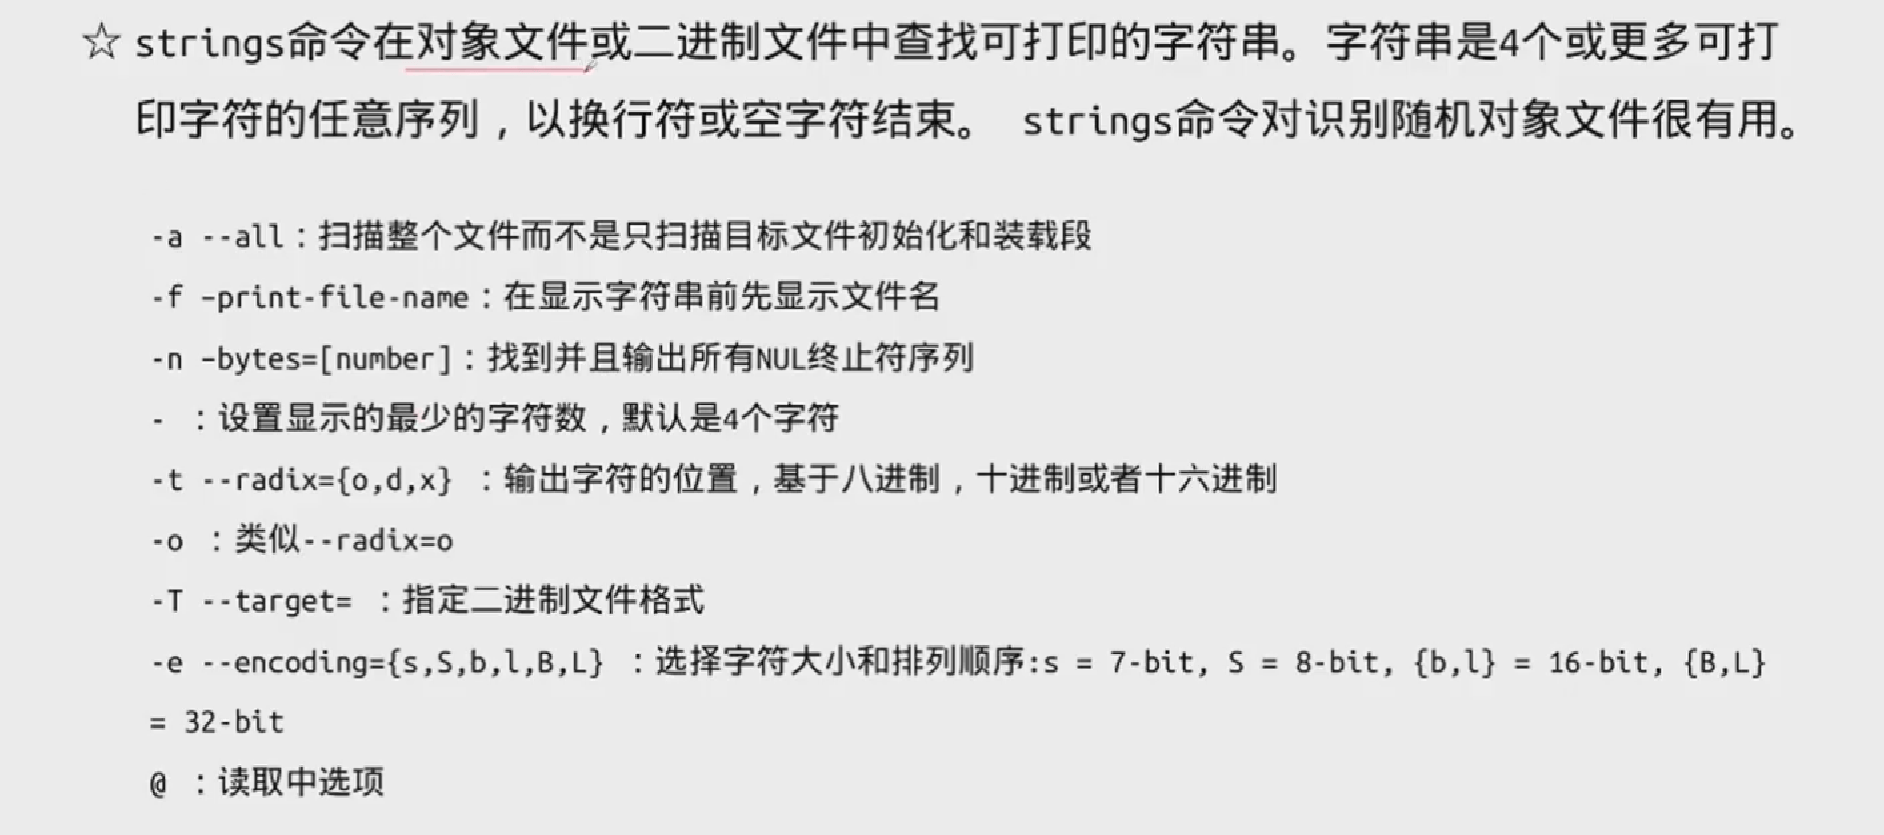 ☆ strings命令在对象文件或二进制文件中查找可打印的字符串。字符串是4个或更多可打
印字符的任意序列，以换行符或空字符结束。 strings命令对识别随机对象文件很有用。
-a --all：扫描整个文件而不是只扫描目标文件初始化和装载段
-f –print-file-name：在显示字符串前先显示文件名
-n –bytes=[number]：找到并且输出所有NUL终止符序列
- ：设置显示的最少的字符数，默认是4个字符
-t --radix={o,d,x} ：输出字符的位置，基于八进制，十进制或者十六进制
-o ：类似--radix=o
-T --target= ：指定二进制文件格式
-e --encoding={s,S,b,l,B,L} ：选择字符大小和排列顺序:s = 7-bit, S = 8-bit, {b,l} = 16-bit, {B,L}
= 32-bit
@ ：读取中选项